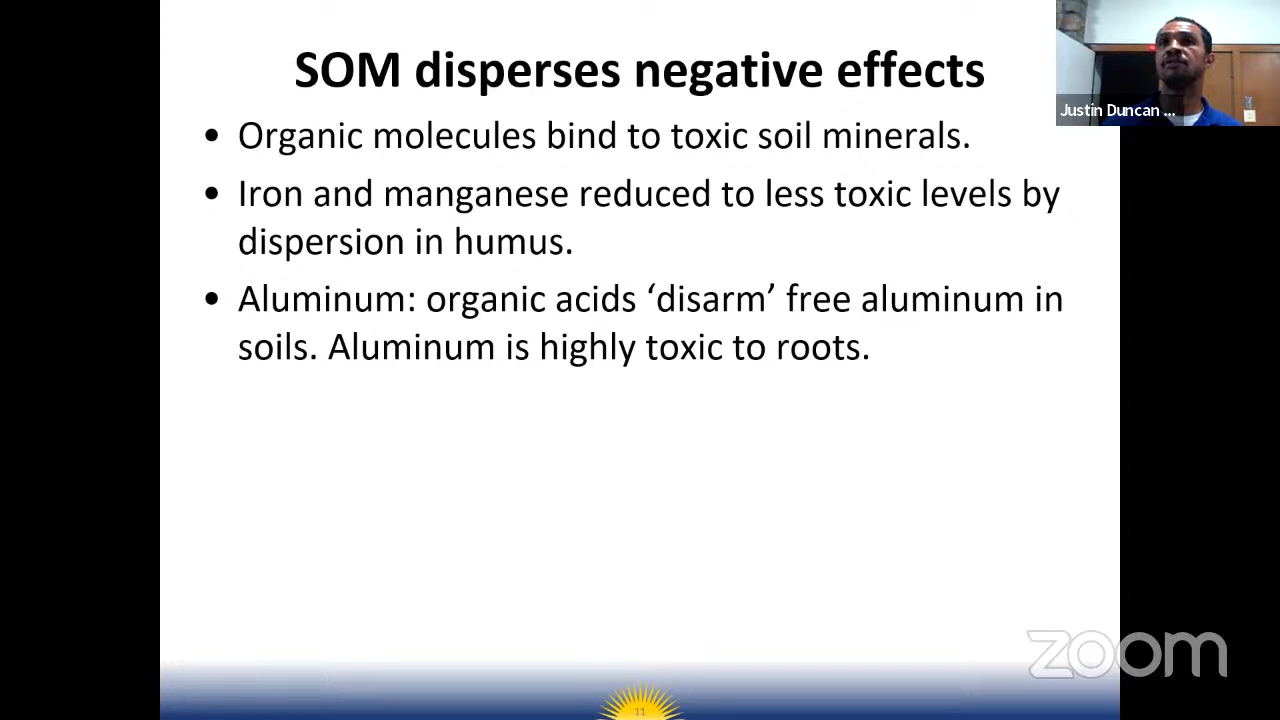 SOM disperses negative effects
• Organic molecules bind to toxic soil minerals.
• Iron and manganese reduced to less toxic levels by
dispersion in humus.
• Aluminum: organic acids ‘disarm’ free aluminum in
soils. Aluminum is highly toxic to roots.
Justin Duncan ...
zoom
11